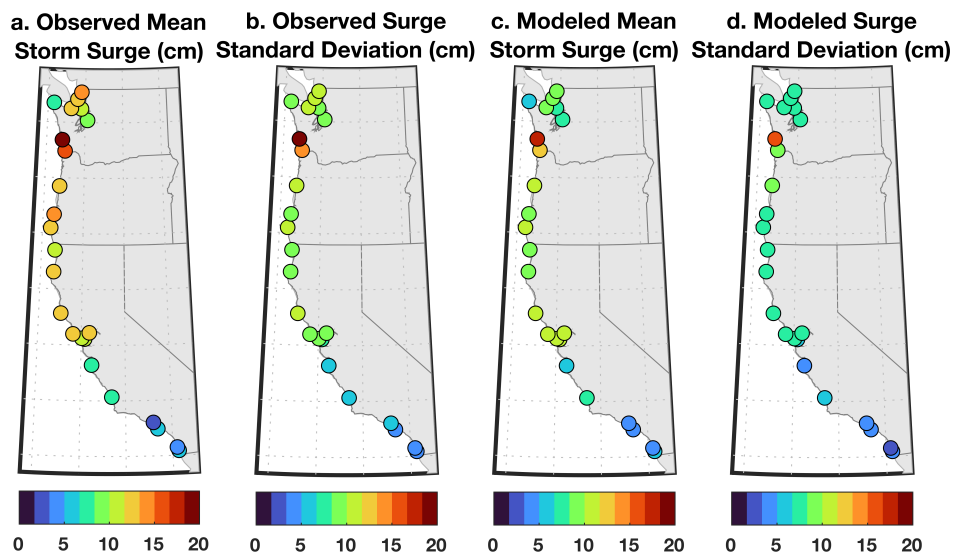 a. Observed Mean
Storm Surge (cm)
b. Observed Surge
Standard Deviation (cm)
c. Modeled Mean
Storm Surge (cm)
d. Modeled Surge
Standard Deviation (cm)
0 5 10 15 20
0 5 10 15 20
0 5 10 15 20
0 5 10 15 20